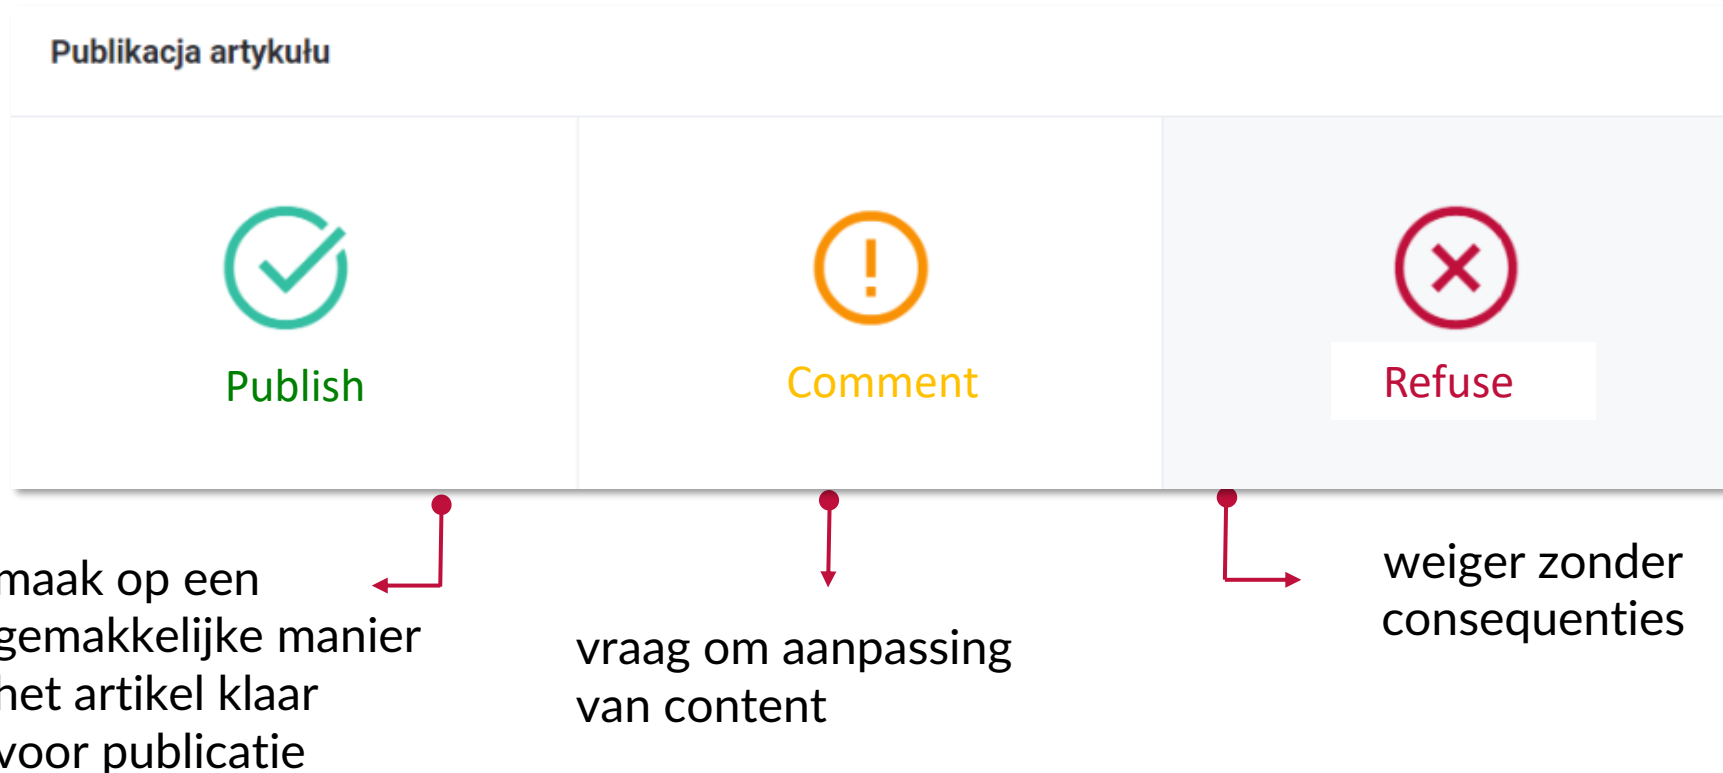 Publikacja artykułu
Publish
Comment
Refuse
maak op een
gemakkelijke manier
het artikel klaar
voor publicatie
vraag om aanpassing
van content
weiger zonder
consequenties